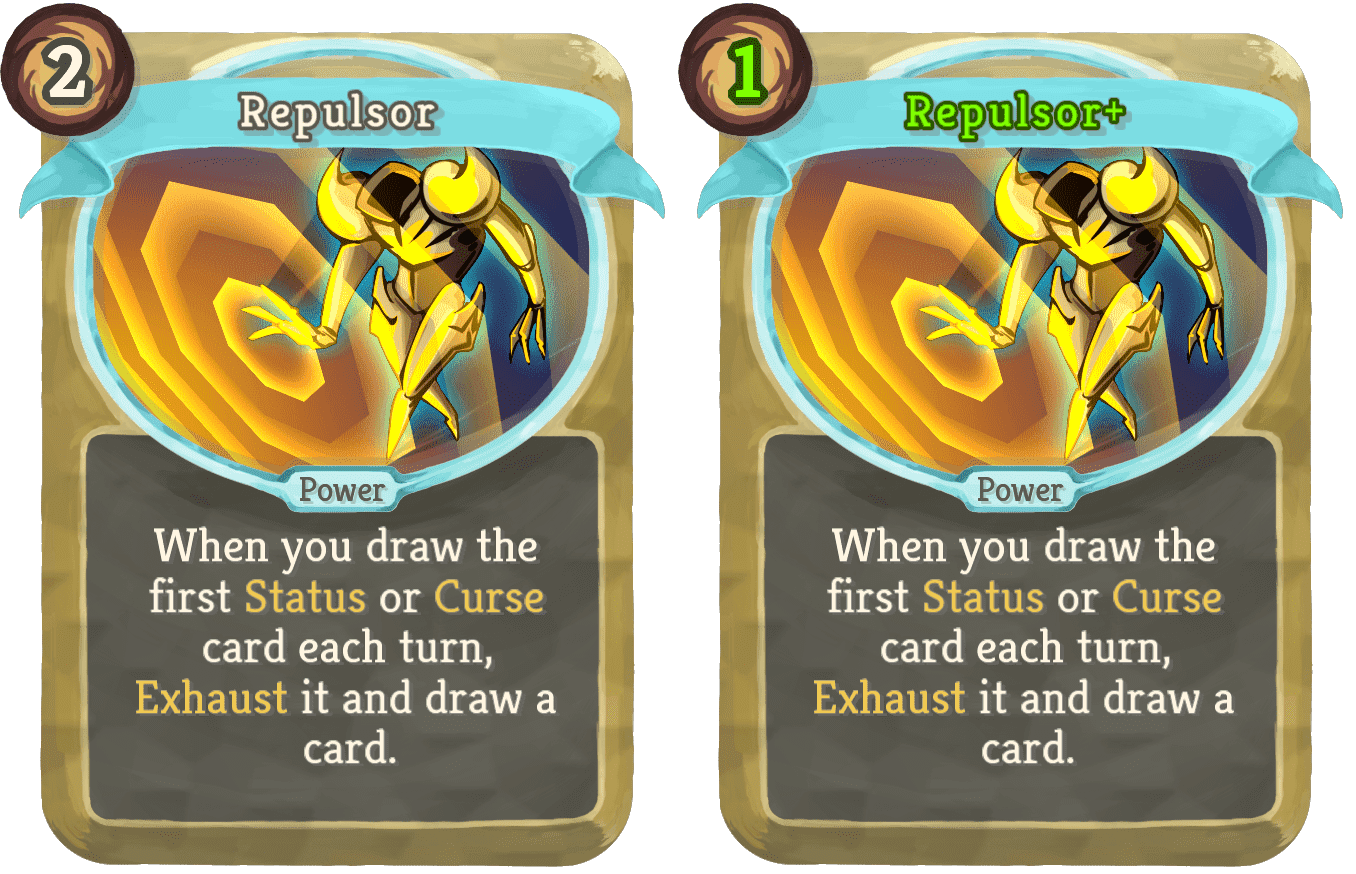 2
Repulsor
Power
When you draw the
first Status or Curse
card each turn,
Exhaust it and draw a
card.
1
Repulsor+
Power
When you draw the
first Status or Curse
card each turn,
Exhaust it and draw a
card.